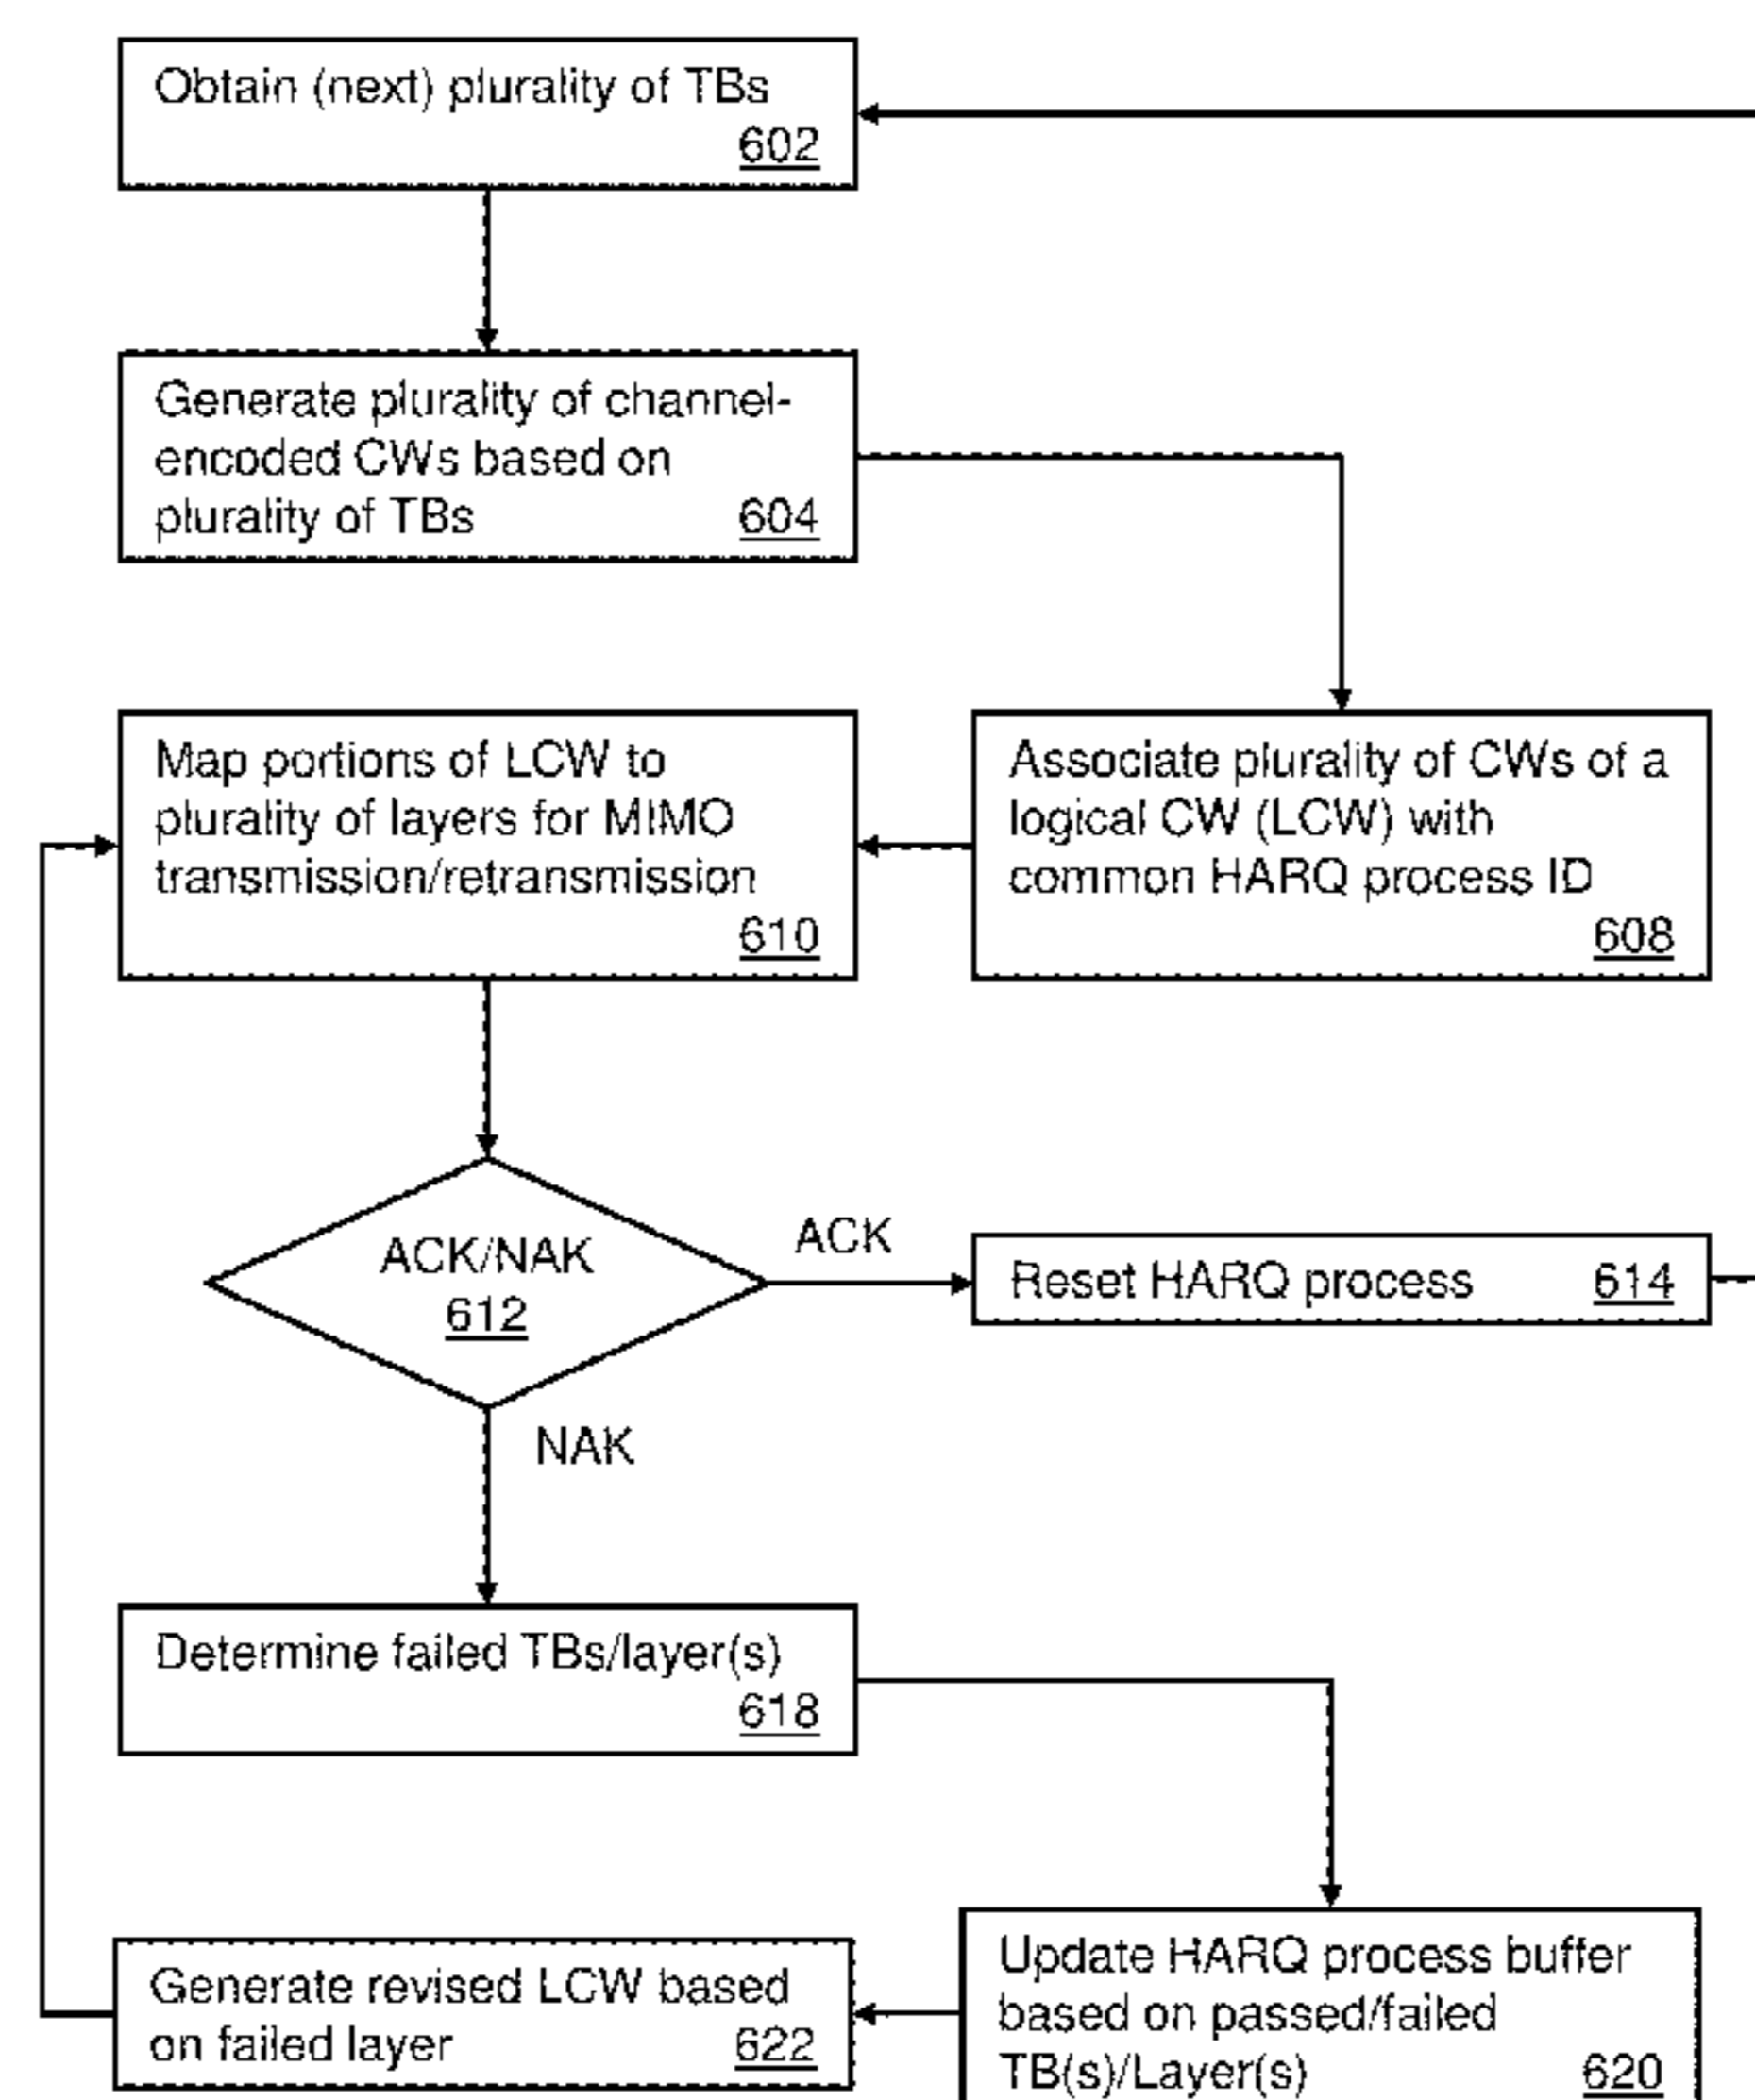 Obtain (next) plurality of TBs
602
Generate plurality of channel-
encoded CWs based on
plurality of TBs 604
Map portions of LCW to
plurality of layers for MIMO
transmission/retransmission
610
Associate plurality of CWs of a
logical CW (LCW) with
common HARQ process ID
608
ACK/NAK
612
ACK
Reset HARQ process 614
NAK
Determine failed TBs/layer(s)
618
Generate revised LCW based
on failed layer 622
Update HARQ process buffer
based on passed/failed
TB(s)/Layer(s) 620